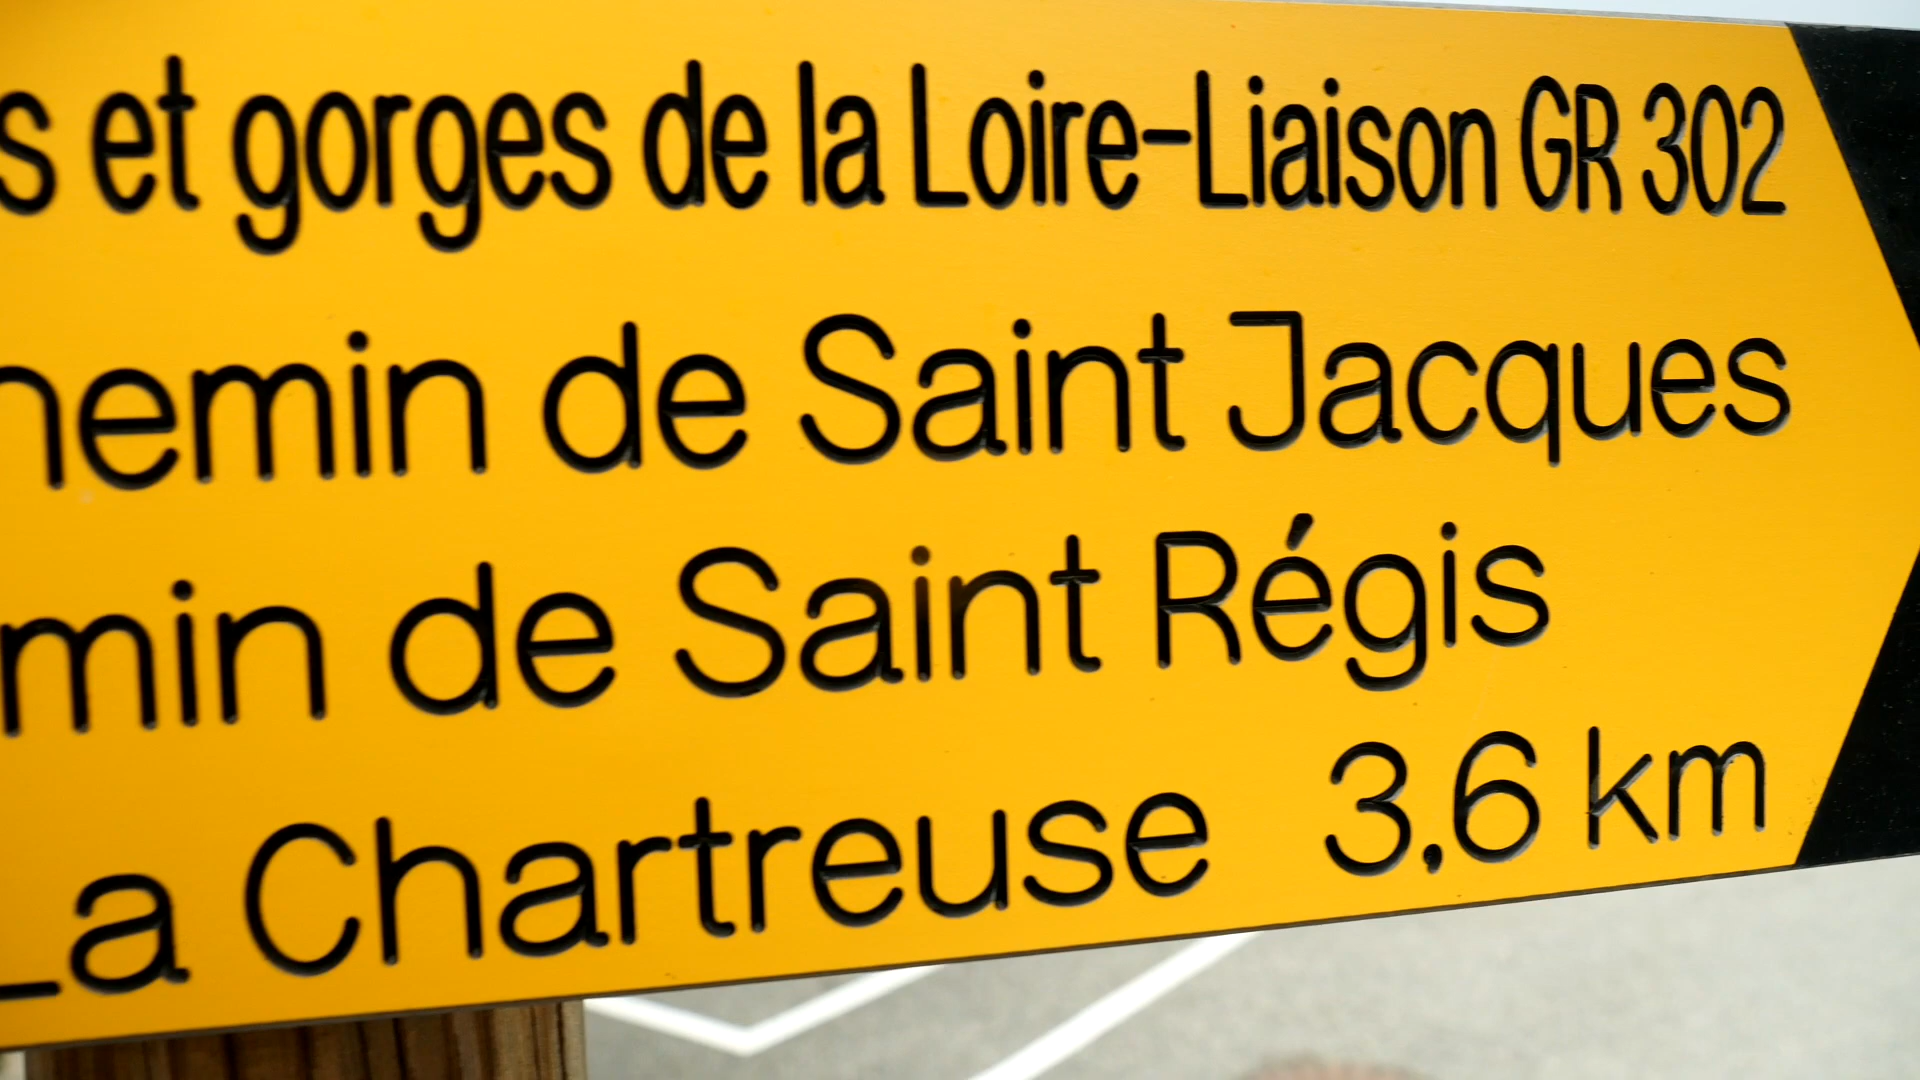 s et gorges de la Loire-Liaison GR 302
hemin de Saint Jacques
min de Saint Régis
La Chartreuse 3,6 km